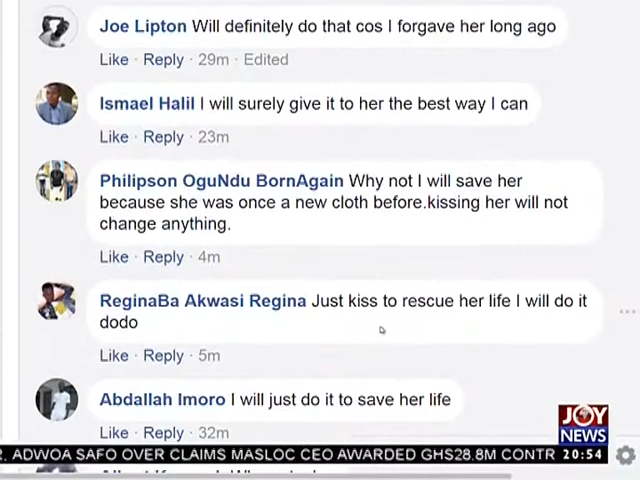 Joe Lipton Will definitely do that cos I forgave her long ago
Like · Reply · 29m · Edited
Ismael Halil I will surely give it to her the best way I can
Like · Reply · 23m
Philipson OguNdu BornAgain Why not I will save her
because she was once a new cloth before.kissing her will not
change anything.
Like · Reply · 4m
ReginaBa Akwasi Regina Just kiss to rescue her life I will do it
dodo
Like · Reply · 5m
Abdallah Imoro I will just do it to save her life
Like · Reply · 32m
JOY
NEWS
. ADWOA SAFO OVER CLAIMS MASLOC CEO AWARDED GHS28.8M CONTR
20:54